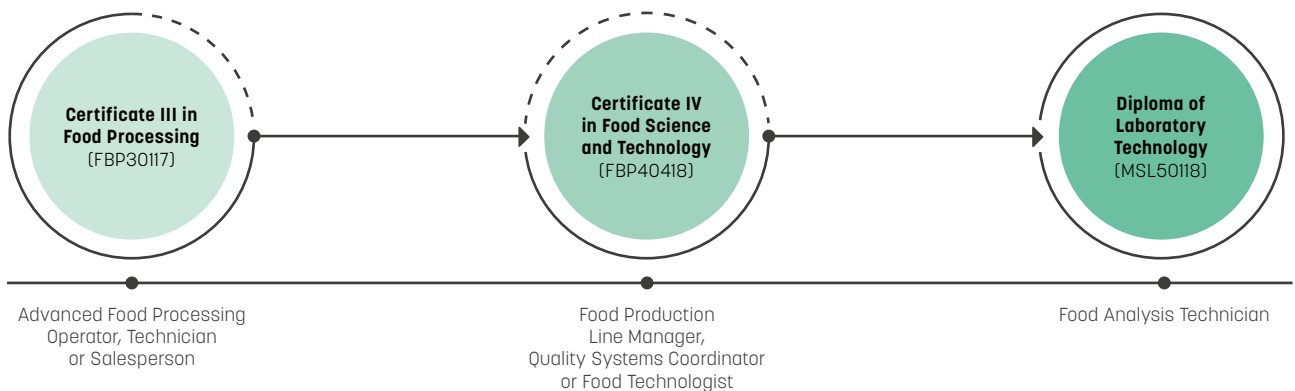 Certificate III in
Food Processing
(FBP30117)
Certificate IV
in Food Science
and Technology
(FBP40418)
Diploma of
Laboratory
Technology
(MSL50118)
Advanced Food Processing
Operator, Technician
or Salesperson
Food Production
Line Manager,
Quality Systems Coordinator
or Food Technologist
Food Analysis Technician